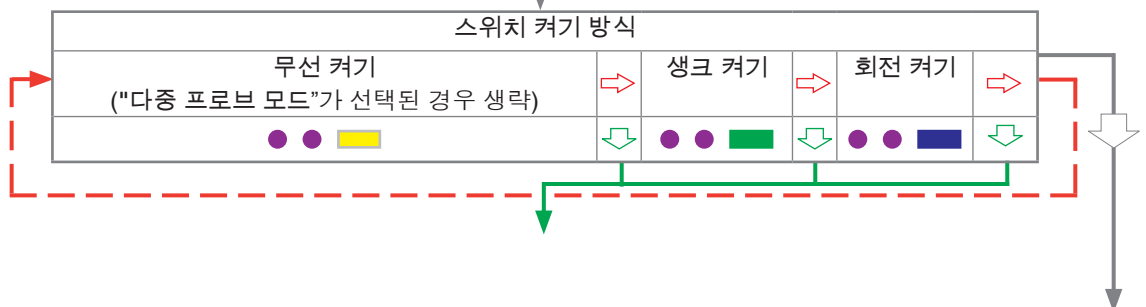 스위치 켜기 방식
무선 켜기
("다중 프로브 모드”가 선택된 경우 생략)
생크 켜기
회전 켜기